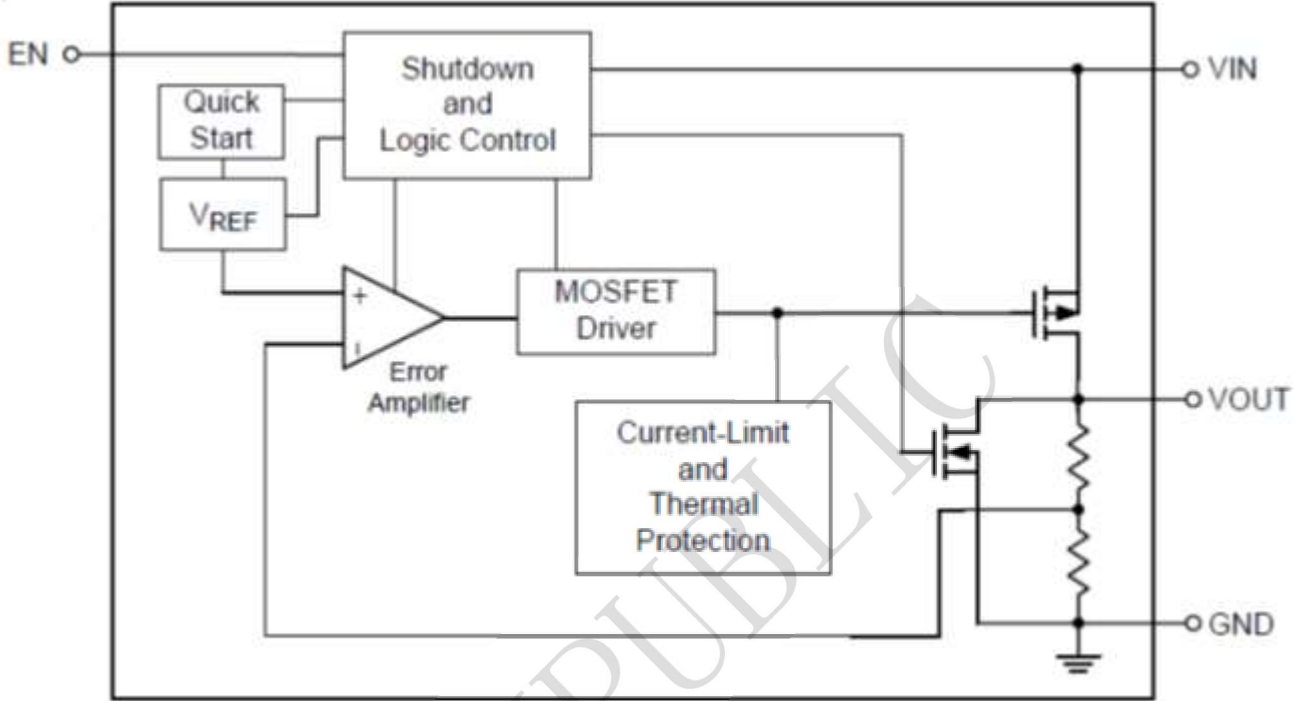 EN
Shutdown
and
Logic Control
VIN
Quick
Start
VREF
+
MOSFET
Driver
Error
Amplifier
VOUT
Current-Limit
and
Thermal
Protection
GND
PUBLIC